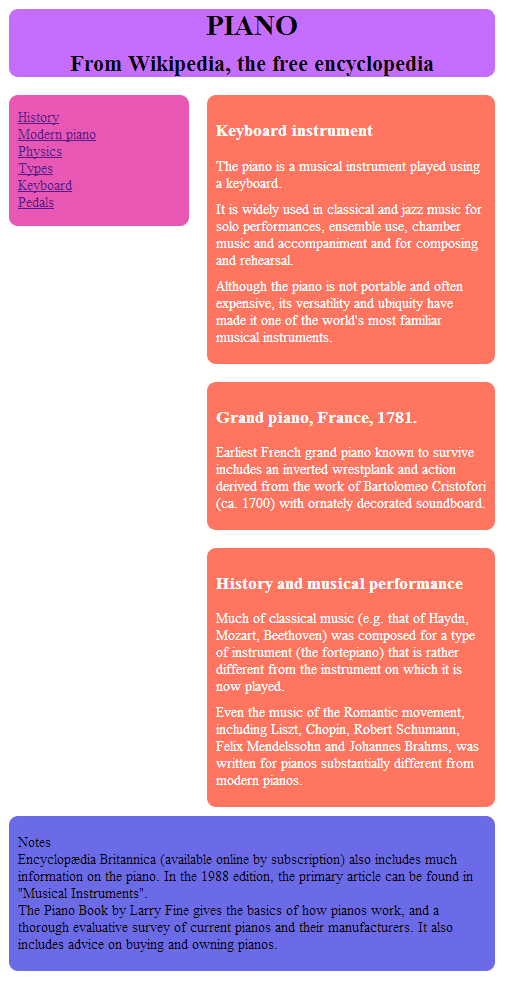 PIANO
From Wikipedia, the free encyclopedia
History
Modern piano
Physics
Types
Keyboard
Pedals
Keyboard instrument
The piano is a musical instrument played using
a keyboard.
It is widely used in classical and jazz music for
solo performances, ensemble use, chamber
music and accompaniment and for composing
and rehearsal.
Although the piano is not portable and often
expensive, its versatility and ubiquity have
made it one of the world's most familiar
musical instruments.
Grand piano, France, 1781.
Earliest French grand piano known to survive
includes an inverted wrestplank and action
derived from the work of Bartolomeo Cristofori
(ca. 1700) with ornately decorated soundboard.
History and musical performance
Much of classical music (e.g. that of Haydn,
Mozart, Beethoven) was composed for a type
of instrument (the fortepiano) that is rather
different from the instrument on which it is
now played.
Even the music of the Romantic movement,
including Liszt, Chopin, Robert Schumann,
Felix Mendelssohn and Johannes Brahms, was
written for pianos substantially different from
modern pianos.
Notes
Encyclopædia Britannica (available online by subscription) also includes much
information on the piano. In the 1988 edition, the primary article can be found in
"Musical Instruments".
The Piano Book by Larry Fine gives the basics of how pianos work, and a
thorough evaluative survey of current pianos and their manufacturers. It also
includes advice on buying and owning pianos.